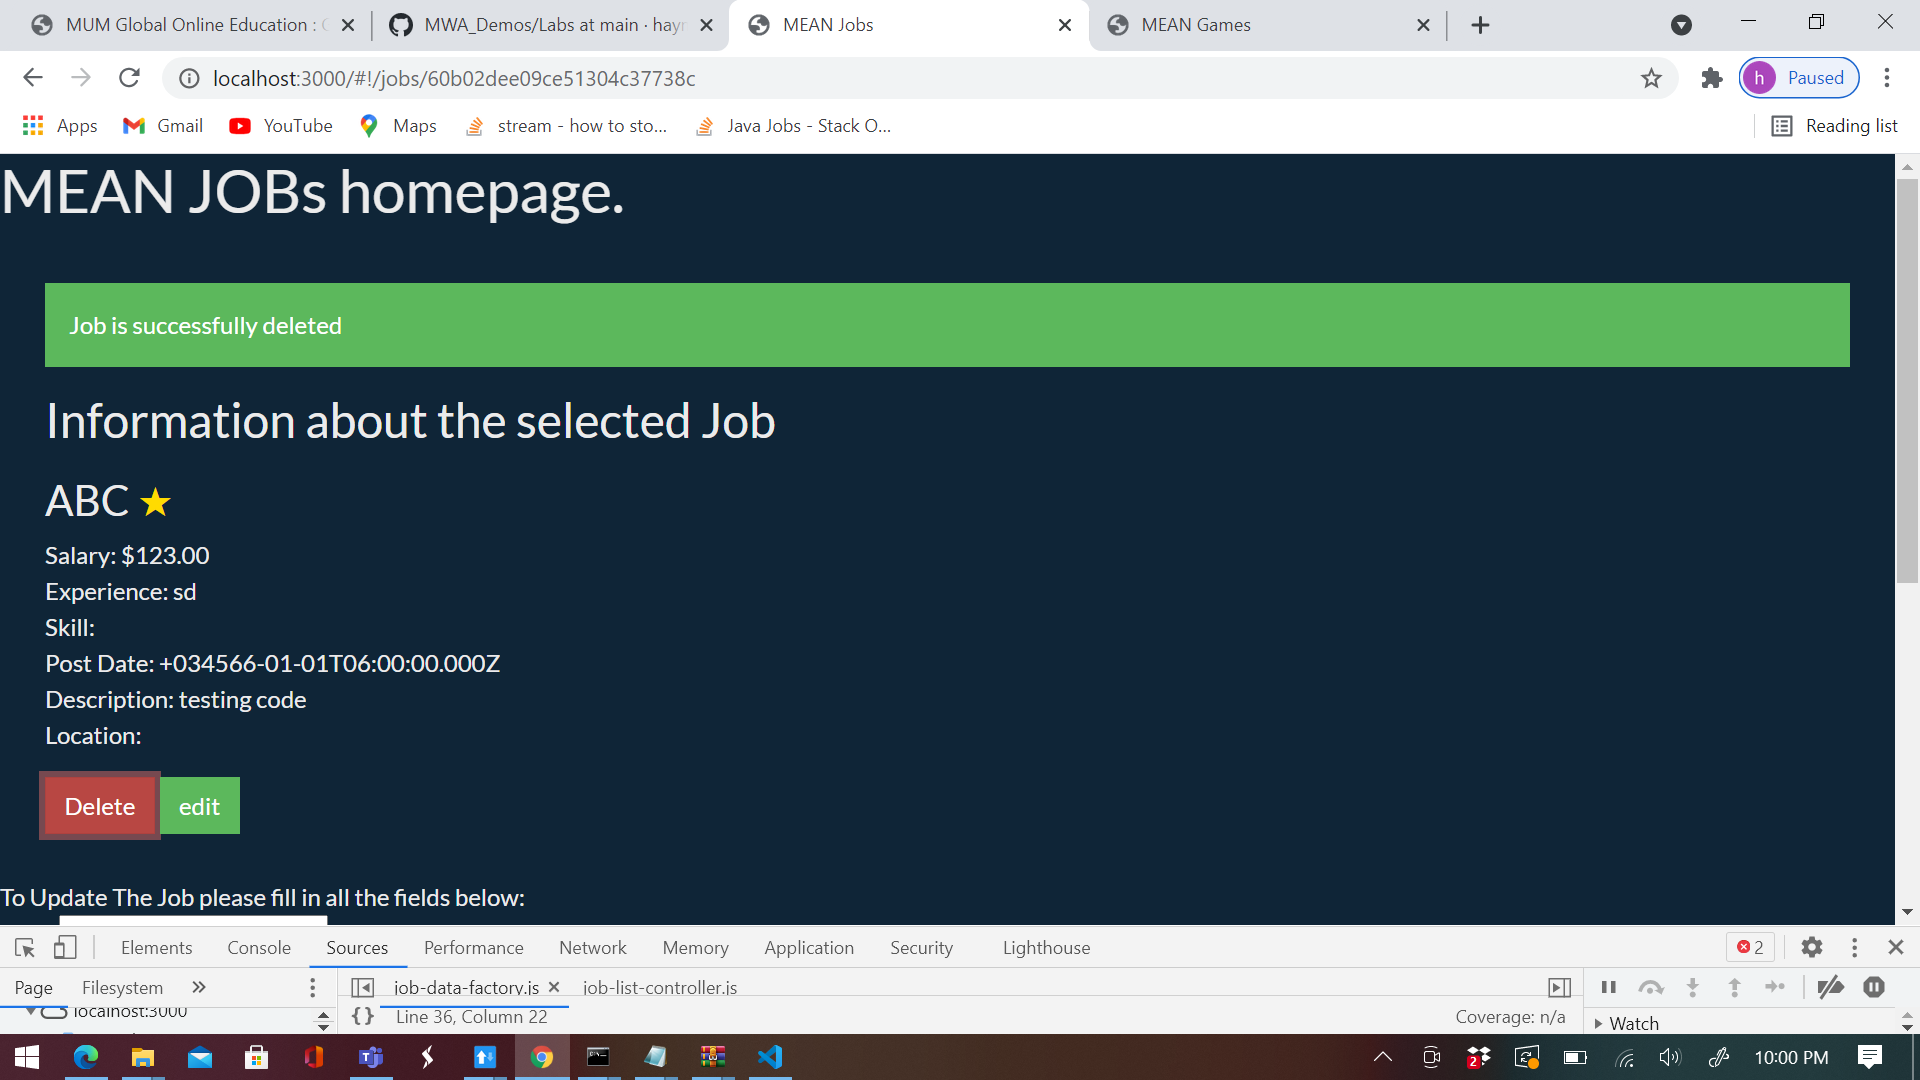 MUM Global Online Education :
MWA_Demos/Labs at main · hayr
MEAN Jobs
MEAN Games
localhost:3000/#!/jobs/60b02dee09ce51304c37738c
h Paused
Apps
Gmail
YouTube
Maps
stream - how to sto...
Java Jobs - Stack O...
Reading list
MEAN JOBs homepage.
Job is successfully deleted
Information about the selected Job
ABC ★
Salary: $123.00
Experience: sd
Skill:
Post Date: +034566-01-01T06:00:00.000Z
Description: testing code
Location:
Delete
edit
To Update The Job please fill in all the fields below:
Elements Console Sources Performance Network Memory Application Security Lighthouse
2
Page Filesystem »
job-data-factory.js
job-list-controller.js
localhost:3000
{} Line 36, Column 22
Coverage: n/a
Watch
2
10:00 PM